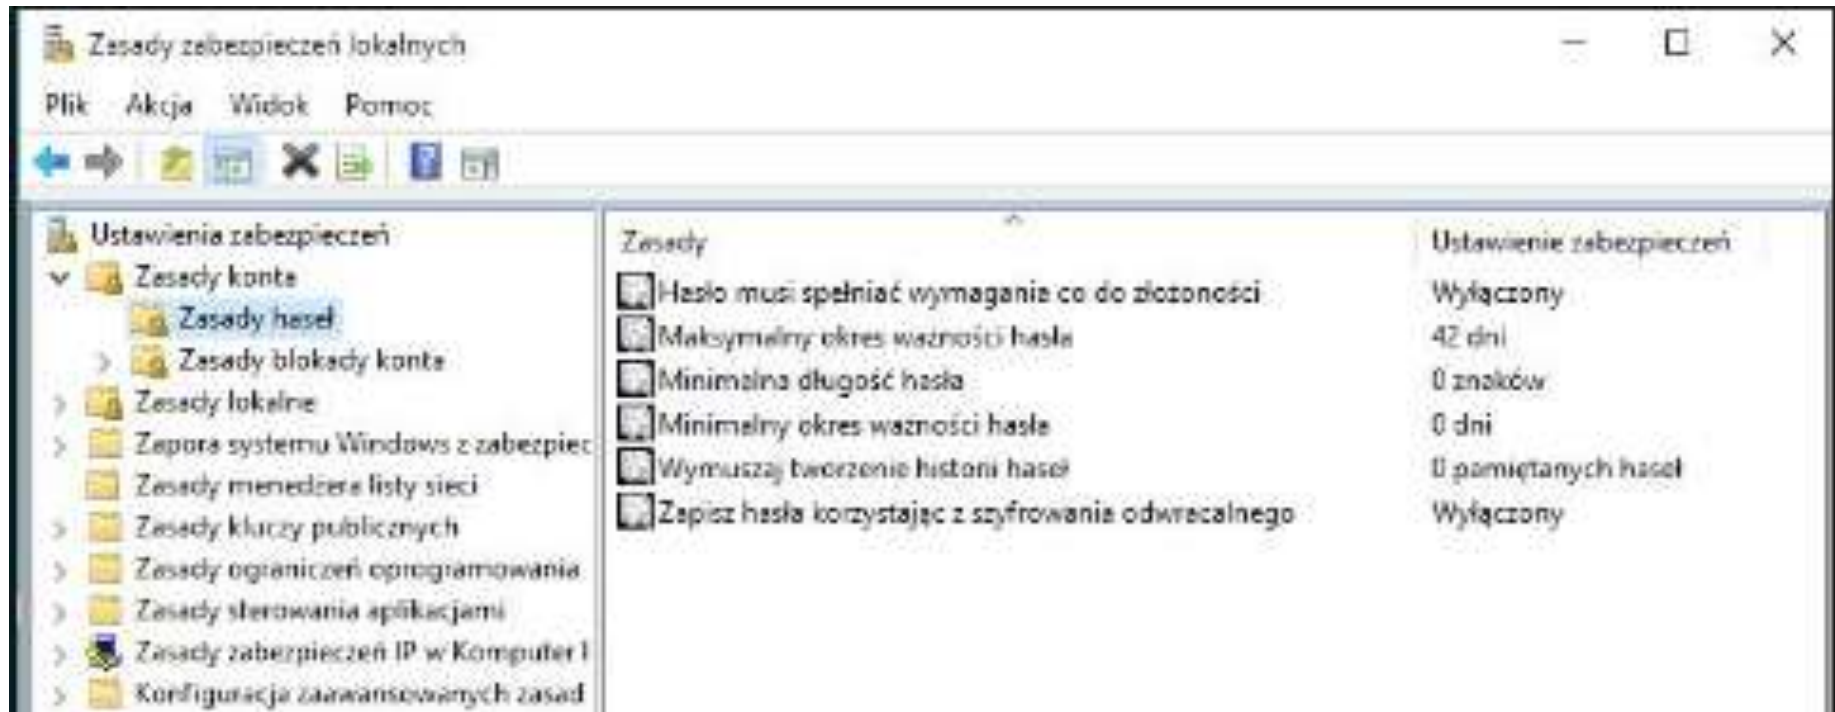 Zasady zabezpieczeń lokalnych
Plik Akcja Widok Pomoc
Ustawienia zabezpieczeń
Zasady konta
Zasady haseł
Zasady blokady konta
Zasady lokalne
Zapora systemu Windows z zabezpiec
Zasady menedżera listy sieci
Zasady kluczy publicznych
Zasady ograniczeń oprogramowania
Zasady sterowania aplikacjami
Zasady zabezpieczeń IP w Komputer l
Konfiguracja zaawansowanych zasad
Zasady Ustawienie zabezpieczeń
Hasło musi spełniać wymagania co do złożoności Wyłączony
Maksymalny okres ważności hasła 42 dni
Minimalna długość hasła 0 znaków
Minimalny okres ważności hasła 0 dni
Wymuszaj tworzenie historii haseł 0 pamiętanych haseł
Zapisz hasła korzystając z szyfrowania odwracalnego Wyłączony